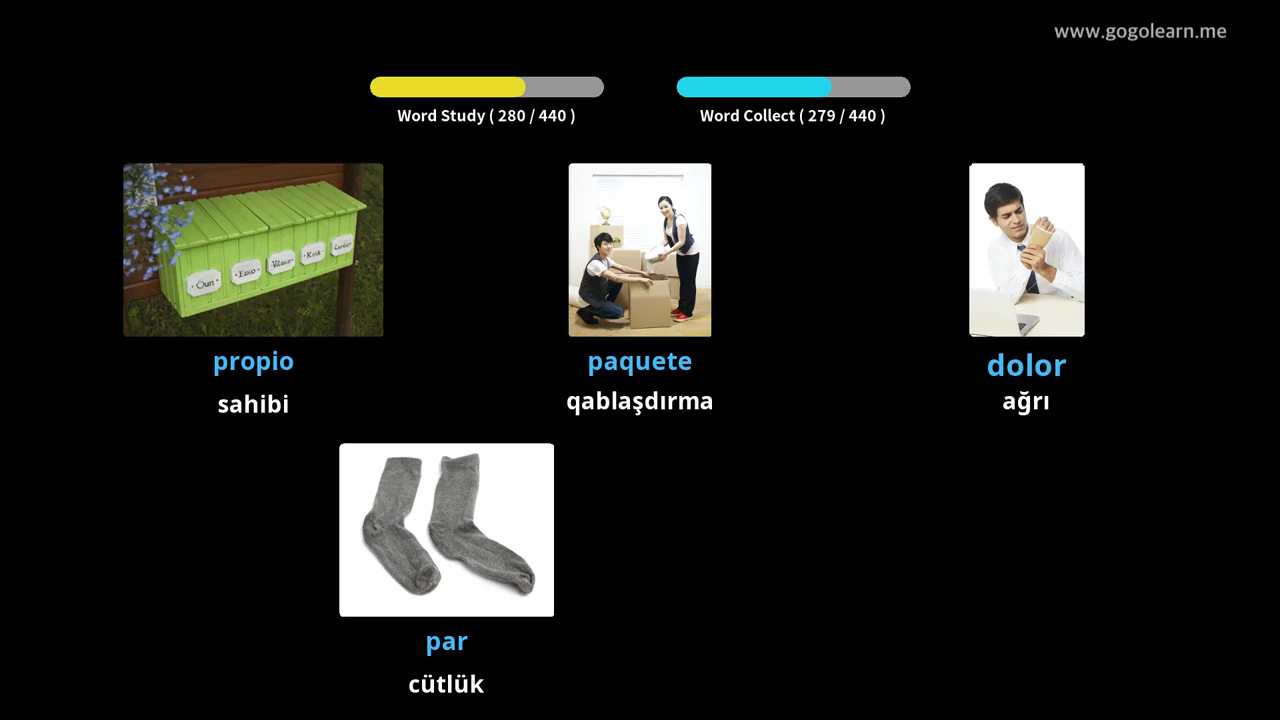 www.gogolearn.me
Word Study ( 280 / 440 )
Word Collect ( 279 / 440 )
propio
sahibi
paquete
qablaşdırma
dolor
ağrı
par
cütlük